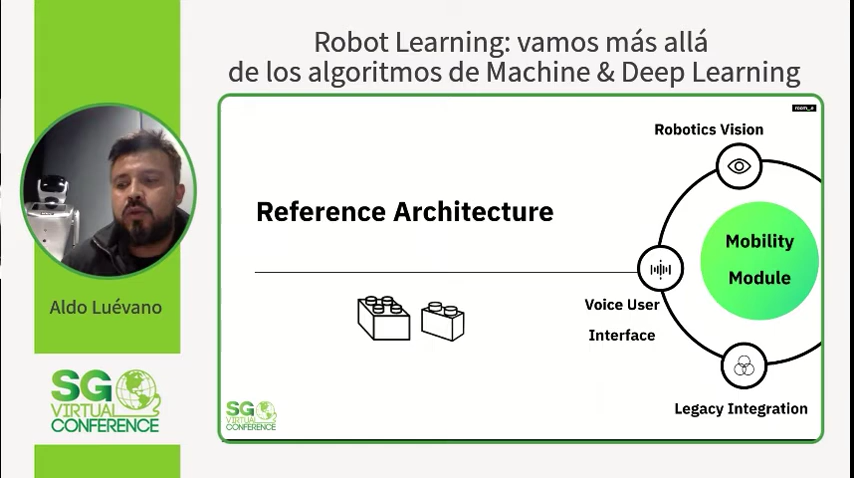 Robot Learning: vamos más allá
de los algoritmos de Machine & Deep Learning
Robotics Vision
Reference Architecture
Mobility
Module
Voice User
Interface
Legacy Integration
Aldo Luévano
SG
VIRTUAL
CONFERENCE
SG
VIRTUAL
CONFERENCE